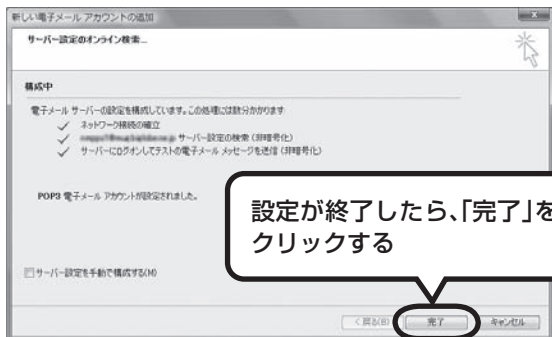 新しい電子メール アカウントの追加
サーバー設定のオンライン検索...
構成中
電子メール サーバーの設定を構成しています。この処理には数分かかります
✓ ネットワーク接続の確立
✓ サーバー設定の検索 (非暗号化)
✓ サーバーにログオンしてテストの電子メール メッセージを送信 (非暗号化)
POP3 電子メール アカウントが設定されました。
設定が終了したら、「完了」を
クリックする
サーバー設定を手動で構成する(M)
< 戻る(B)
完了
キャンセル